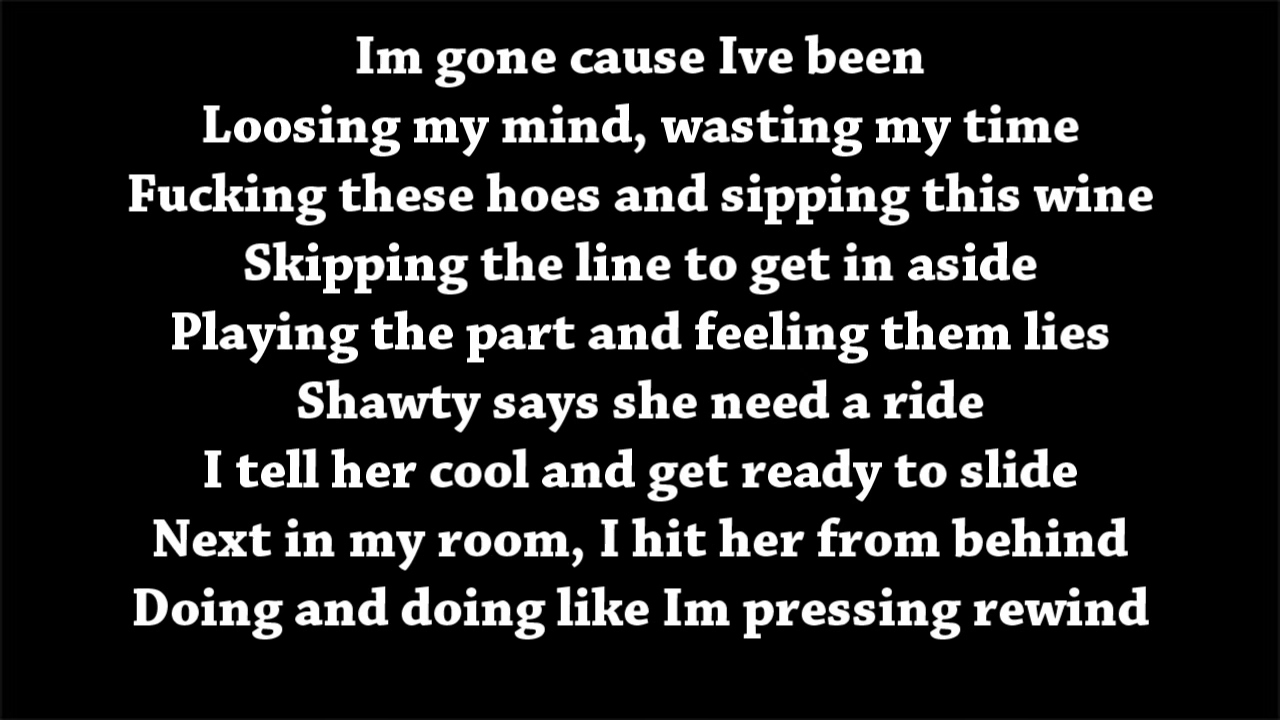 Im gone cause Ive been
Loosing my mind, wasting my time
Fucking these hoes and sipping this wine
Skipping the line to get in aside
Playing the part and feeling them lies
Shawty says she need a ride
I tell her cool and get ready to slide
Next in my room, I hit her from behind
Doing and doing like Im pressing rewind